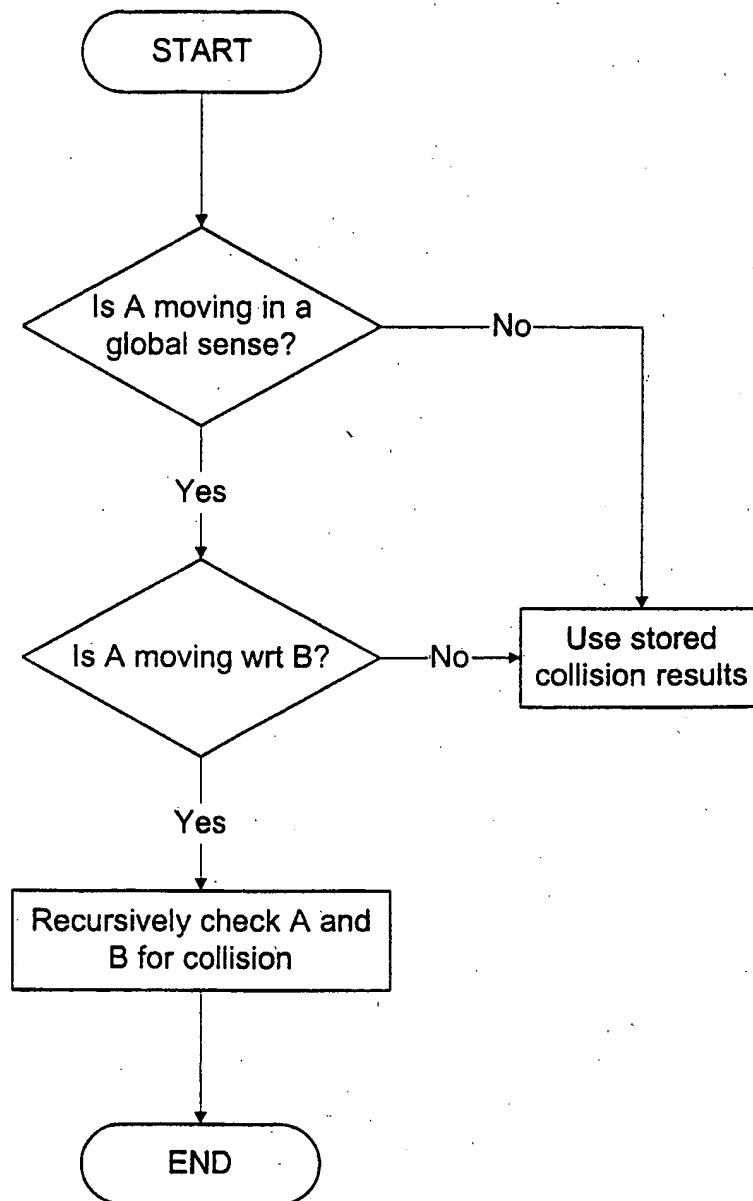 START
Is A moving in a
global sense?
No
Yes
Is A moving wrt B?
No
Use stored
collision results
Yes
Recursively check A and
B for collision
END